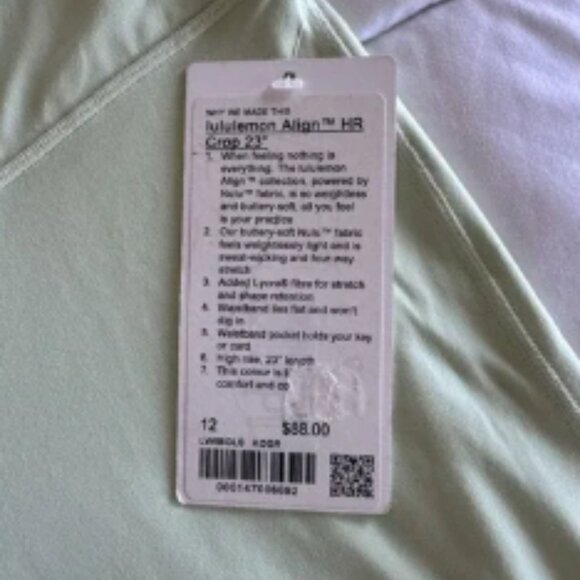 WHY WE MADE THIS
lululemon Align™ HR
Crop 23"
1. When feeling nothing is
everything. The lululemon
Align™ collection, powered by
Nulu™ fabric, is so weightless
and buttery-soft, all you feel
is your practice
2. Our buttery-soft Nulu™ fabric
feels weightlessly light and is
sweat-wicking and four-way
stretch
3. Added Lycra® fibre for stretch
and shape retention
4. Waistband lies flat and won't
dig in
5. Waistband pocket holds your key
or card
6. High rise, 23" length
7. This colour is
comfort and
12 $88.00